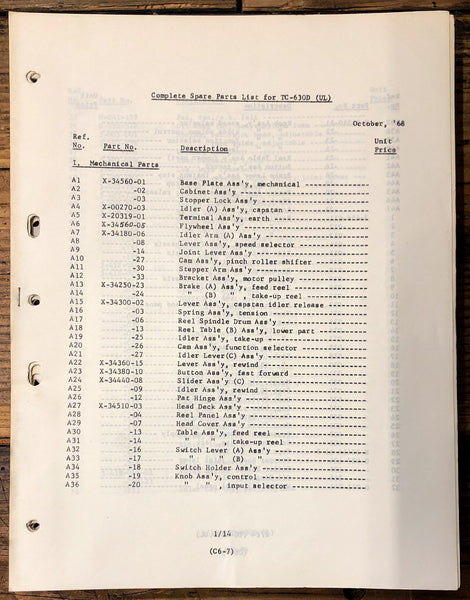 Complete Spare Parts List for TC-630D (UL)
October, '68
Ref. No. Part No. Description Unit Price
I. Mechanical Parts
A1 X-34560-01 Base Plate Ass'y, mechanical
A2 -02 Cabinet Ass'y
A3 -03 Stopper Lock Ass'y
A4 X-00270-03 Idler (A) Ass'y, capstan
A5 X-20319-01 Terminal Ass'y, earth
A6 X-34560-05 Flywheel Ass'y
A7 X-34180-06 Idler Arm (A) Ass'y
A8 -08 Lever Ass'y, speed selector
A9 -14 Joint Lever Ass'y
A10 -27 Cam Ass'y, pinch roller shifter
A11 -30 Stopper Arm Ass'y
A12 -33 Bracket Ass'y, motor pulley
A13 X-34250-23 Brake (A) Ass'y, feed reel
A14 -24 " (B) " , take-up reel
A15 X-34300-02 Lever Ass'y, capstan idler release
A16 -03 Spring Ass'y, tension
A17 -06 Reel Spindle Drum Ass'y
A18 -13 Reel Table (B) Ass'y, lower part
A19 -25 Idler Ass'y, take-up
A20 -26 Cam Ass'y, function selector
A21 -27 Idler Lever(C) Ass'y
A22 X-34360-15 Lever Ass'y, rewind
A23 X-34380-10 Button Ass'y, fast forward
A24 X-34440-08 Slider Ass'y (C)
A25 -09 Idler Ass'y, rewind
A26 -12 Pat Hinge Ass'y
A27 X-34510-03 Head Deck Ass'y
A28 -04 Reel Panel Ass'y
A29 -07 Head Cover Ass'y
A30 -13 Table Ass'y, feed reel
A31 -14 " " , take-up reel
A32 -16 Switch Lever (A) Ass'y
A33 -17 " " (B) "
A34 -18 Switch Holder Ass'y
A35 -19 Knob Ass'y, control
A36 -20 " " , input selector
1/14
(C6-7)